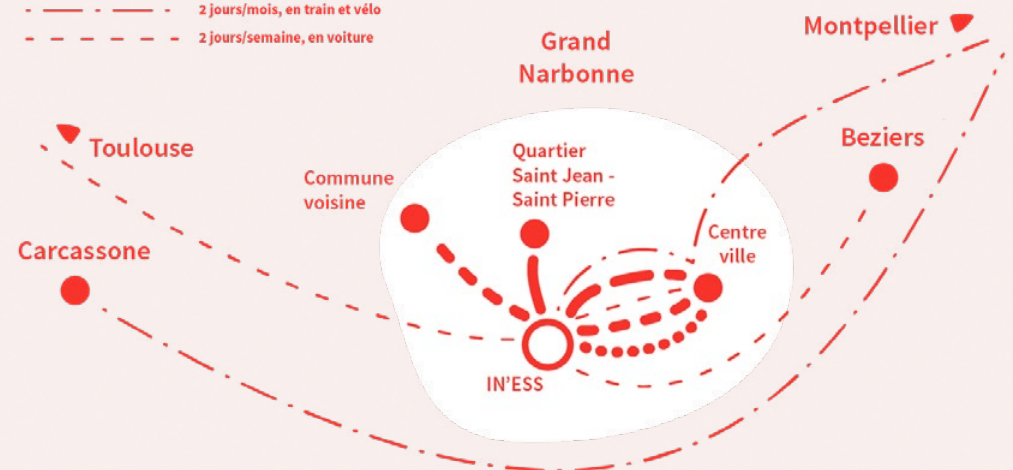 2 jours/mois, en train et vélo
2 jours/semaine, en voiture
Montpellier
Grand
Narbonne
Beziers
Toulouse
Quartier
Saint Jean -
Saint Pierre
Commune
voisine
Centre
ville
Carcassone
IN'ESS